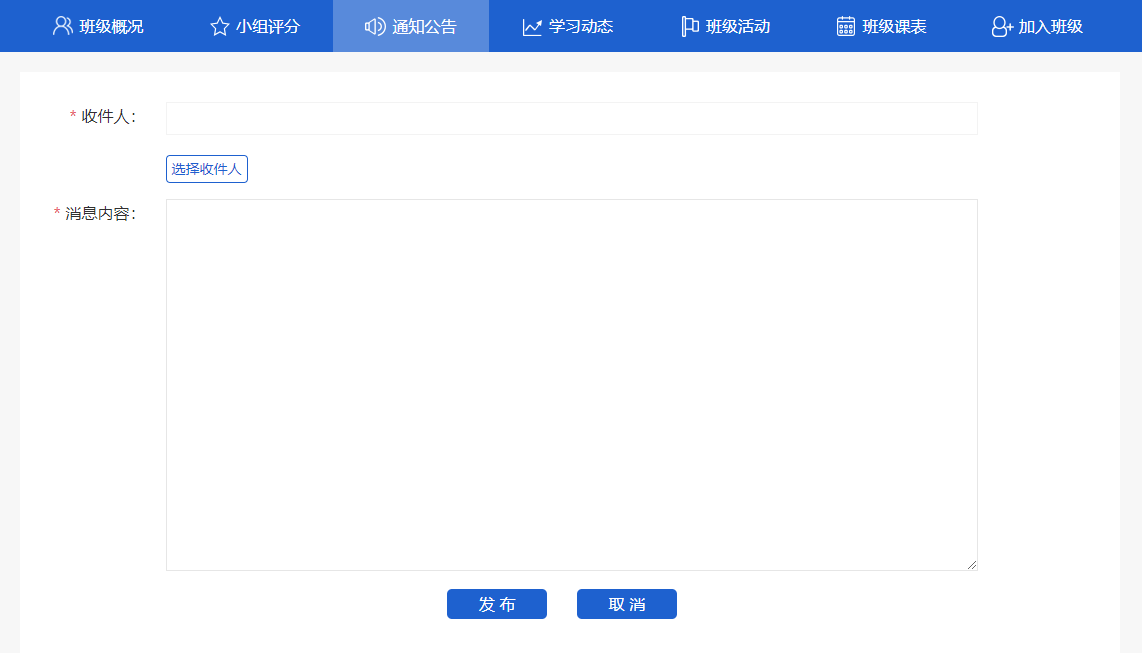 班级概况 小组评分 通知公告 学习动态 班级活动 班级课表 加入班级
* 收件人：
选择收件人
* 消息内容：
发 布 取 消